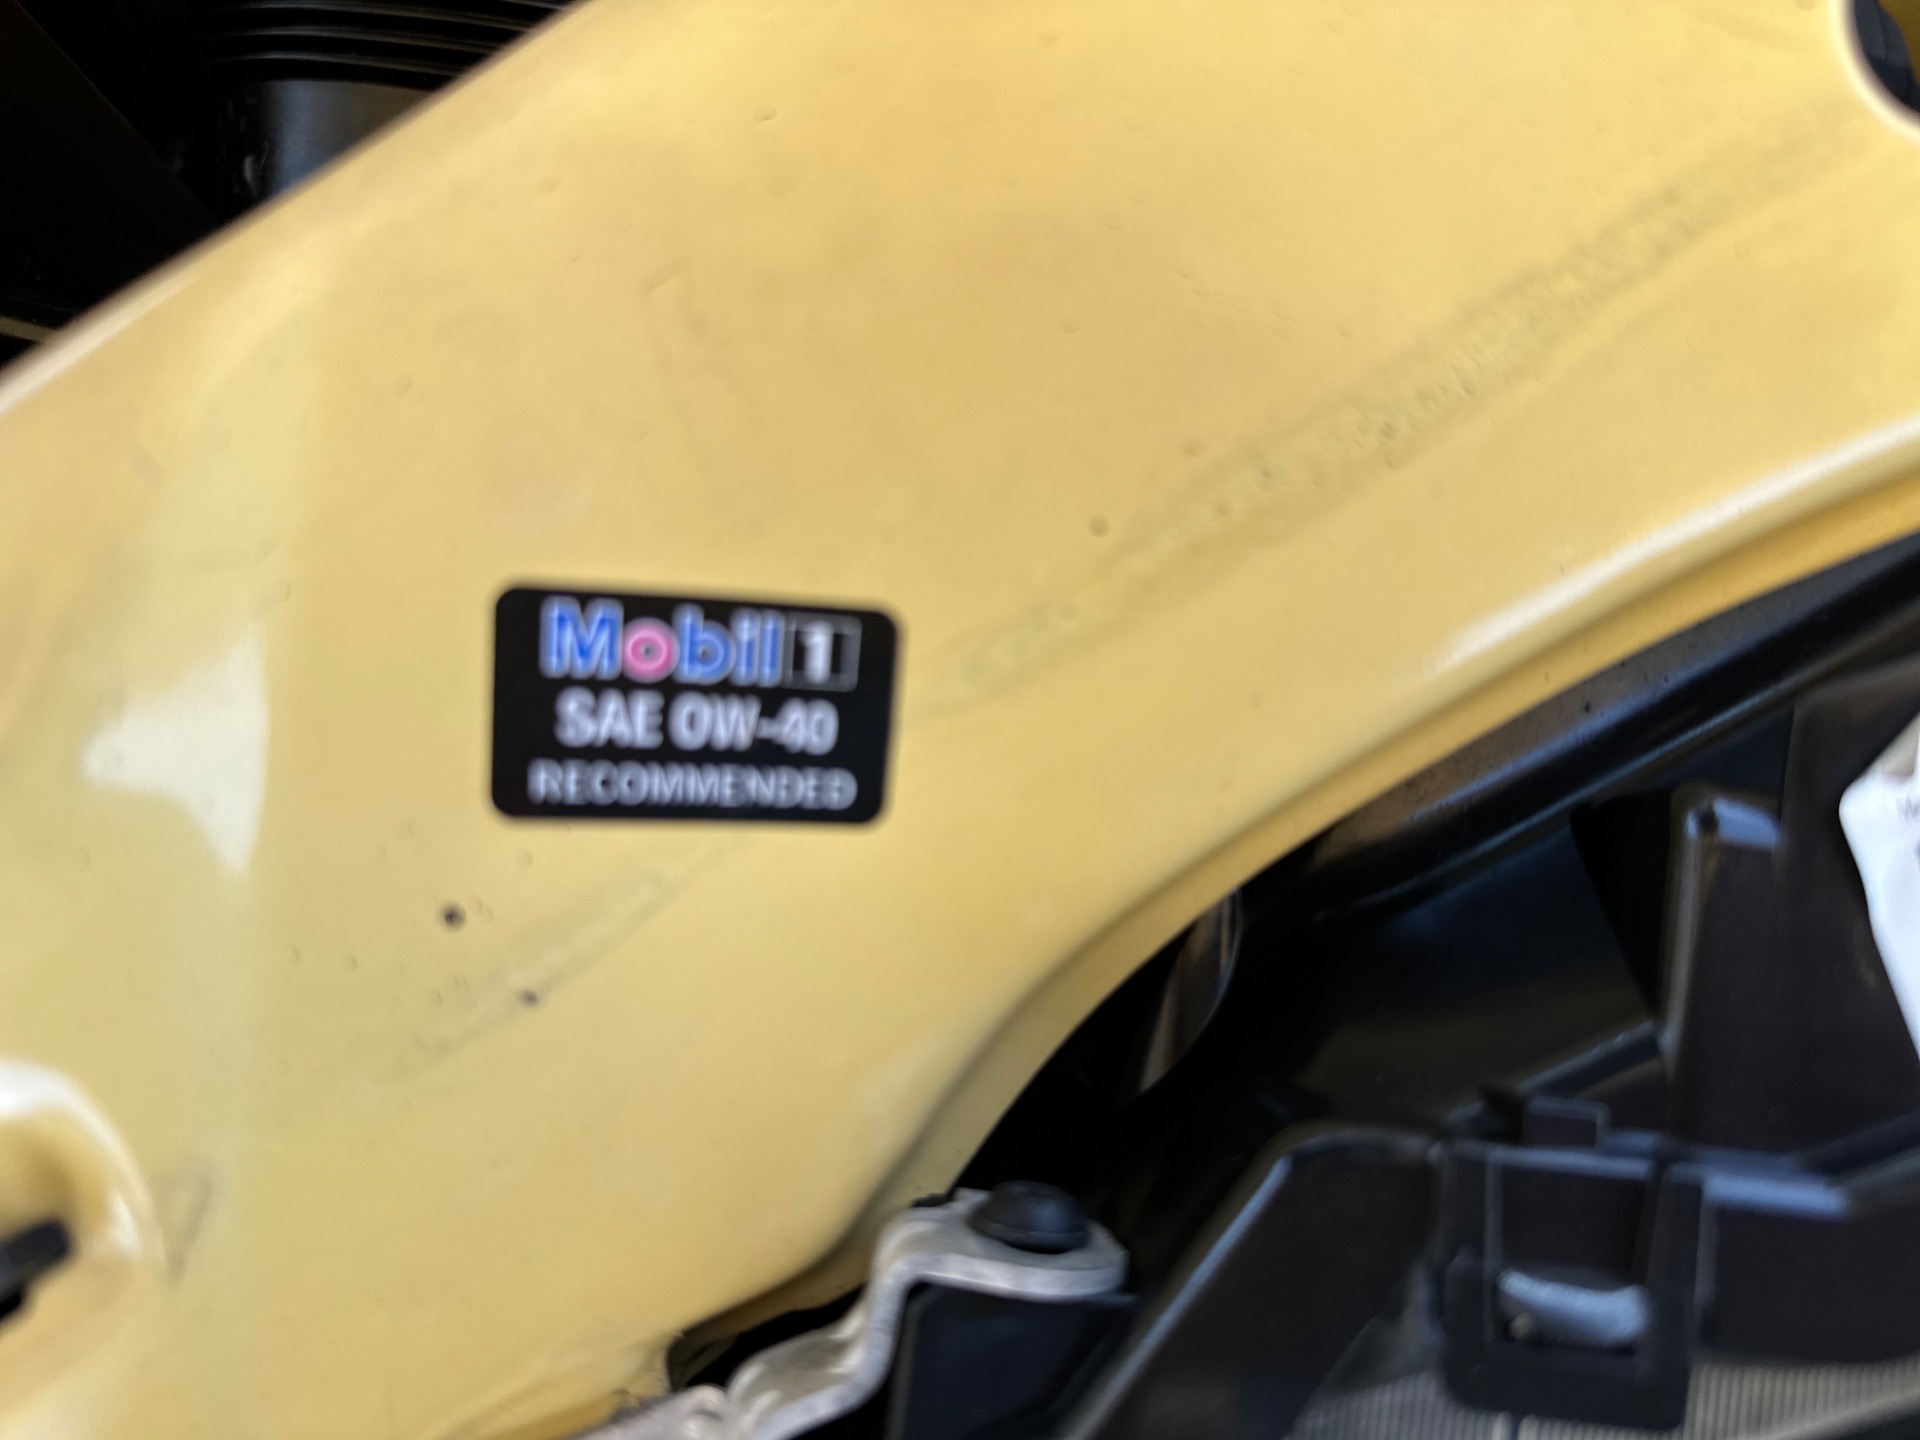 Mobil 1
SAE 0W-40
RECOMMENDED